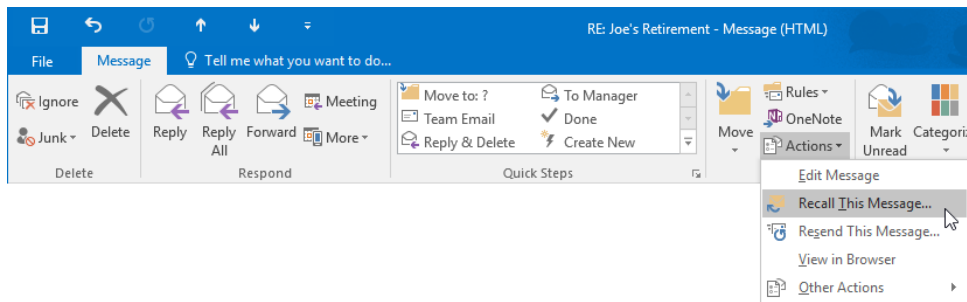 RE: Joe's Retirement - Message (HTML)
File Message Tell me what you want to do...
Ignore
Junk
Delete
Delete
Reply
Reply All
Forward
Meeting
More
Respond
Move to: ?
Team Email
Reply & Delete
To Manager
Done
Create New
Quick Steps
Move
Rules
OneNote
Actions
Mark Unread
Edit Message
Recall This Message...
Resend This Message...
View in Browser
Other Actions